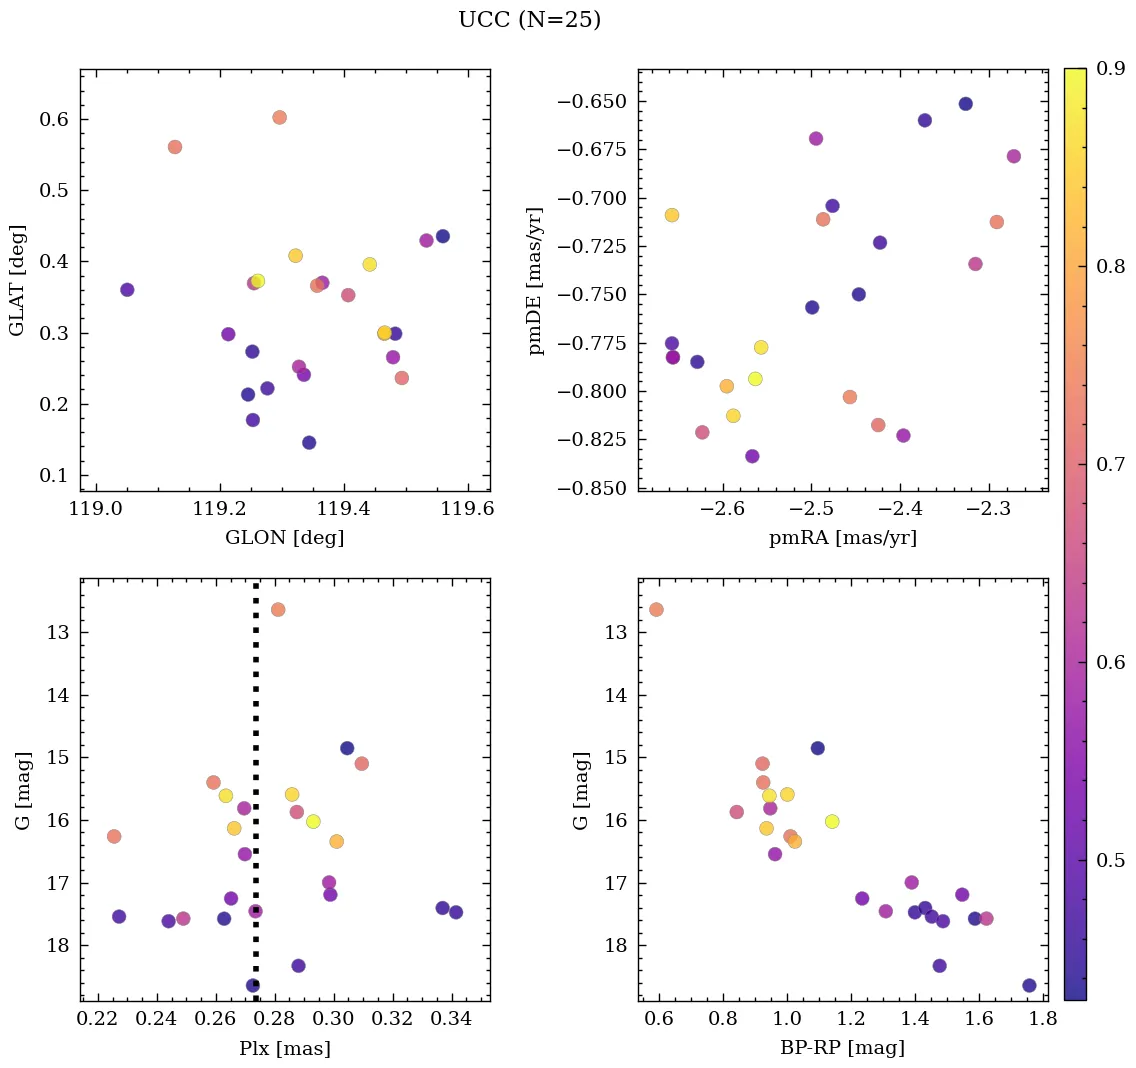 UCC (N=25)
0.6
0.5
0.4
0.3
0.2
0.1
GLAT [deg]
119.0 119.2 119.4 119.6
GLON [deg]
−0.650
−0.675
−0.700
−0.725
−0.750
−0.775
−0.800
−0.825
−0.850
pmDE [mas/yr]
−2.6 −2.5 −2.4 −2.3
pmRA [mas/yr]
13
14
15
16
17
18
G [mag]
0.22 0.24 0.26 0.28 0.30 0.32 0.34
Plx [mas]
13
14
15
16
17
18
G [mag]
0.6 0.8 1.0 1.2 1.4 1.6 1.8
BP-RP [mag]
0.9
0.8
0.7
0.6
0.5